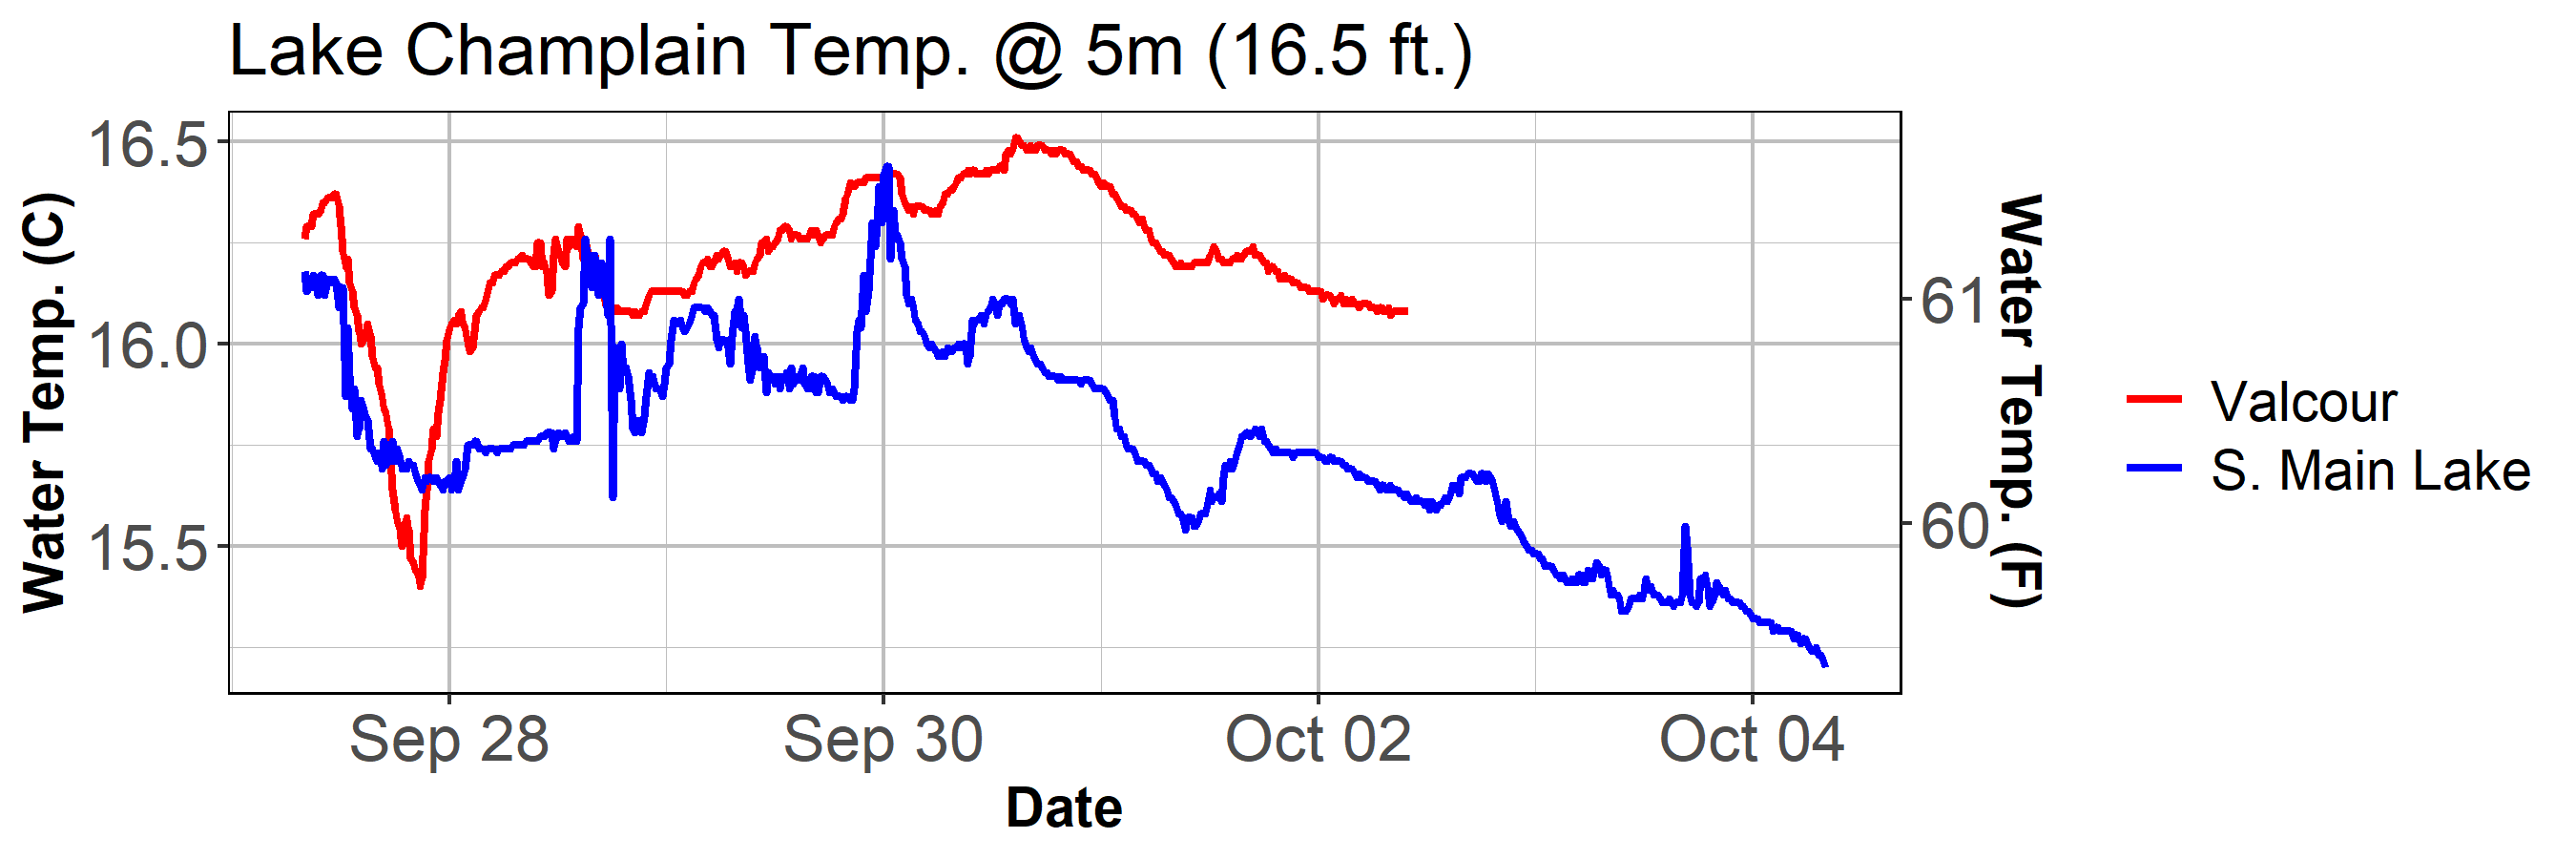 Lake Champlain Temp. @ 5m (16.5 ft.)
Water Temp. (C)
16.5
16.0
15.5
Sep 28
Sep 30
Oct 02
Oct 04
Date
61
60
Water Temp. (F)
Valcour
S. Main Lake